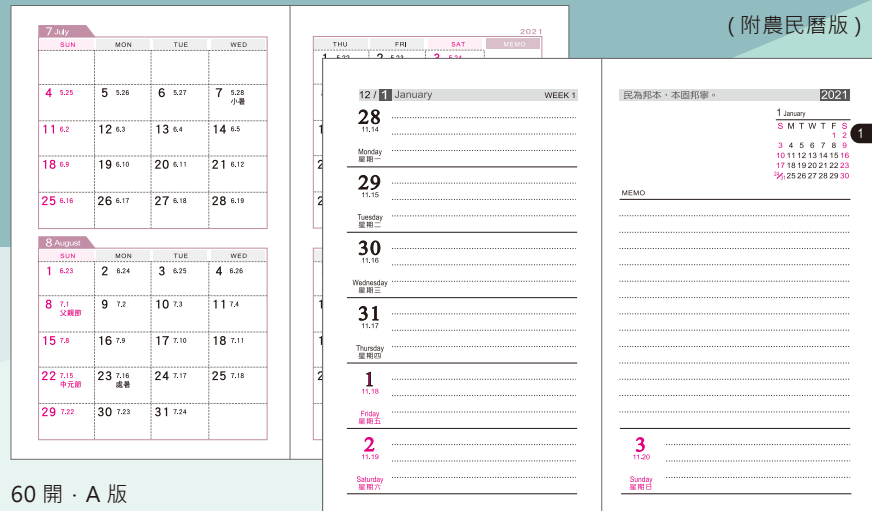 (附農民曆版)
7 July
SUN MON TUE WED
4 5.25 5 5.26 6 5.27 7 5.28
小暑
11 6.2 12 6.3 13 6.4 14 6.5
18 6.9 19 6.10 20 6.11 21 6.12
25 6.16 26 6.17 27 6.18 28 6.19
8 August
SUN MON TUE WED
1 6.23 2 6.24 3 6.25 4 6.26
8 7.1 9 7.2 10 7.3 11 7.4
父親節
15 7.8 16 7.9 17 7.10 18 7.11
22 7.15 23 7.16 24 7.17 25 7.18
中元節 處暑
29 7.22 30 7.23 31 7.24
2021
THU FRI SAT MEMO
12 / 1 January WEEK 1
28
11.14
Monday
星期一
29
11.15
Tuesday
星期二
30
11.16
Wednesday
星期三
31
11.17
Thursday
星期四
1
11.18
Friday
星期五
2
11.19
Saturday
星期六
民為邦本，本固邦寧。 2021
1 January
S M T W T F S
1 2
3 4 5 6 7 8 9
10 11 12 13 14 15 16
17 18 19 20 21 22 23
24/31 25 26 27 28 29 30
1
MEMO
3
11.20
Sunday
星期日
60 開．A 版